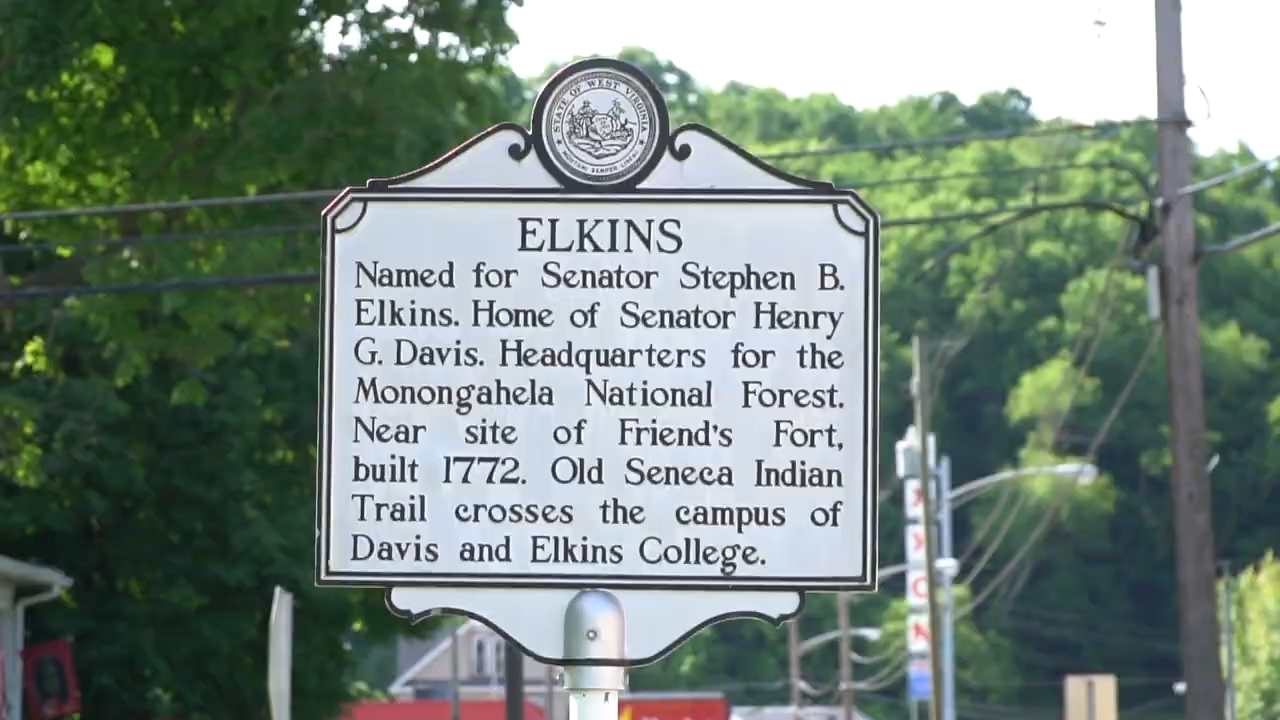 STATE OF WEST VIRGINIA
MONTANI SEMPER LIBERI
ELKINS
Named for Senator Stephen B.
Elkins. Home of Senator Henry
G. Davis. Headquarters for the
Monongahela National Forest.
Near site of Friend's Fort,
built 1772. Old Seneca Indian
Trail crosses the campus of
Davis and Elkins College.